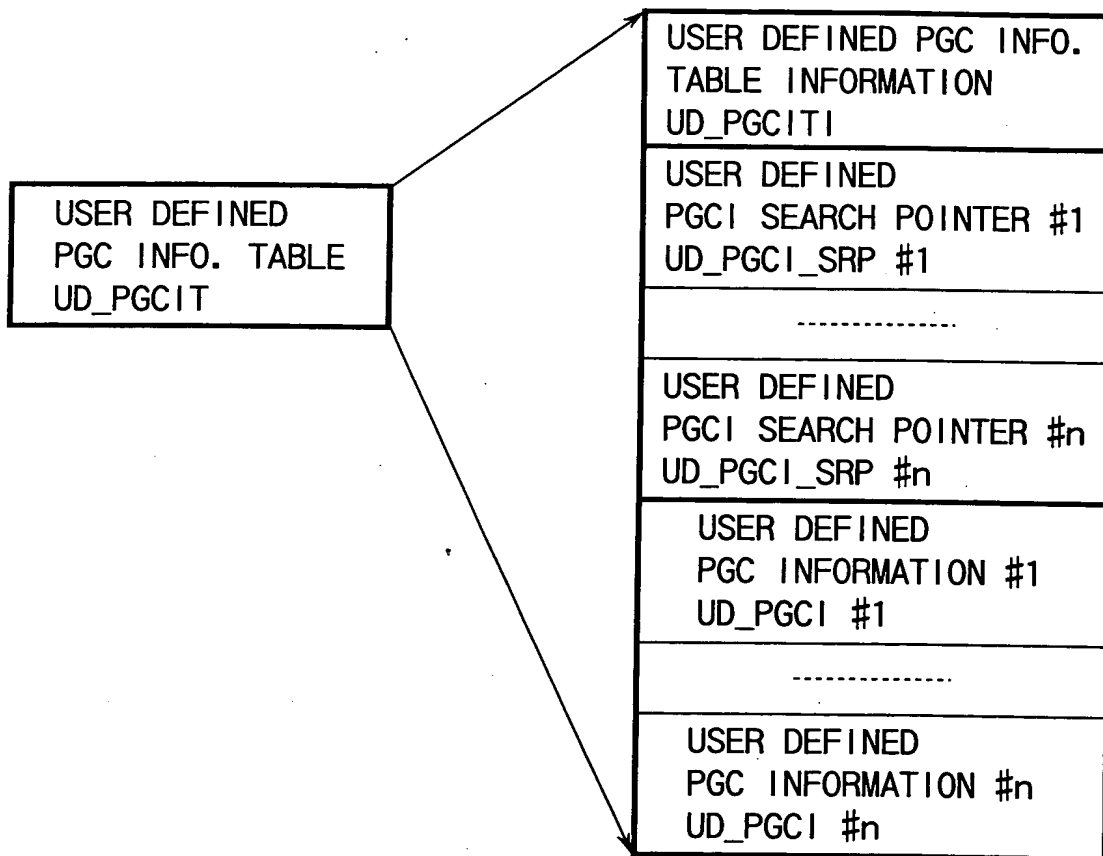 USER DEFINED
PGC INFO. TABLE
UD_PGCIT
USER DEFINED PGC INFO.
TABLE INFORMATION
UD_PGCITI
USER DEFINED
PGCI SEARCH POINTER #1
UD_PGCI_SRP #1
USER DEFINED
PGCI SEARCH POINTER #n
UD_PGCI_SRP #n
USER DEFINED
PGC INFORMATION #1
UD_PGCI #1
USER DEFINED
PGC INFORMATION #n
UD_PGCI #n